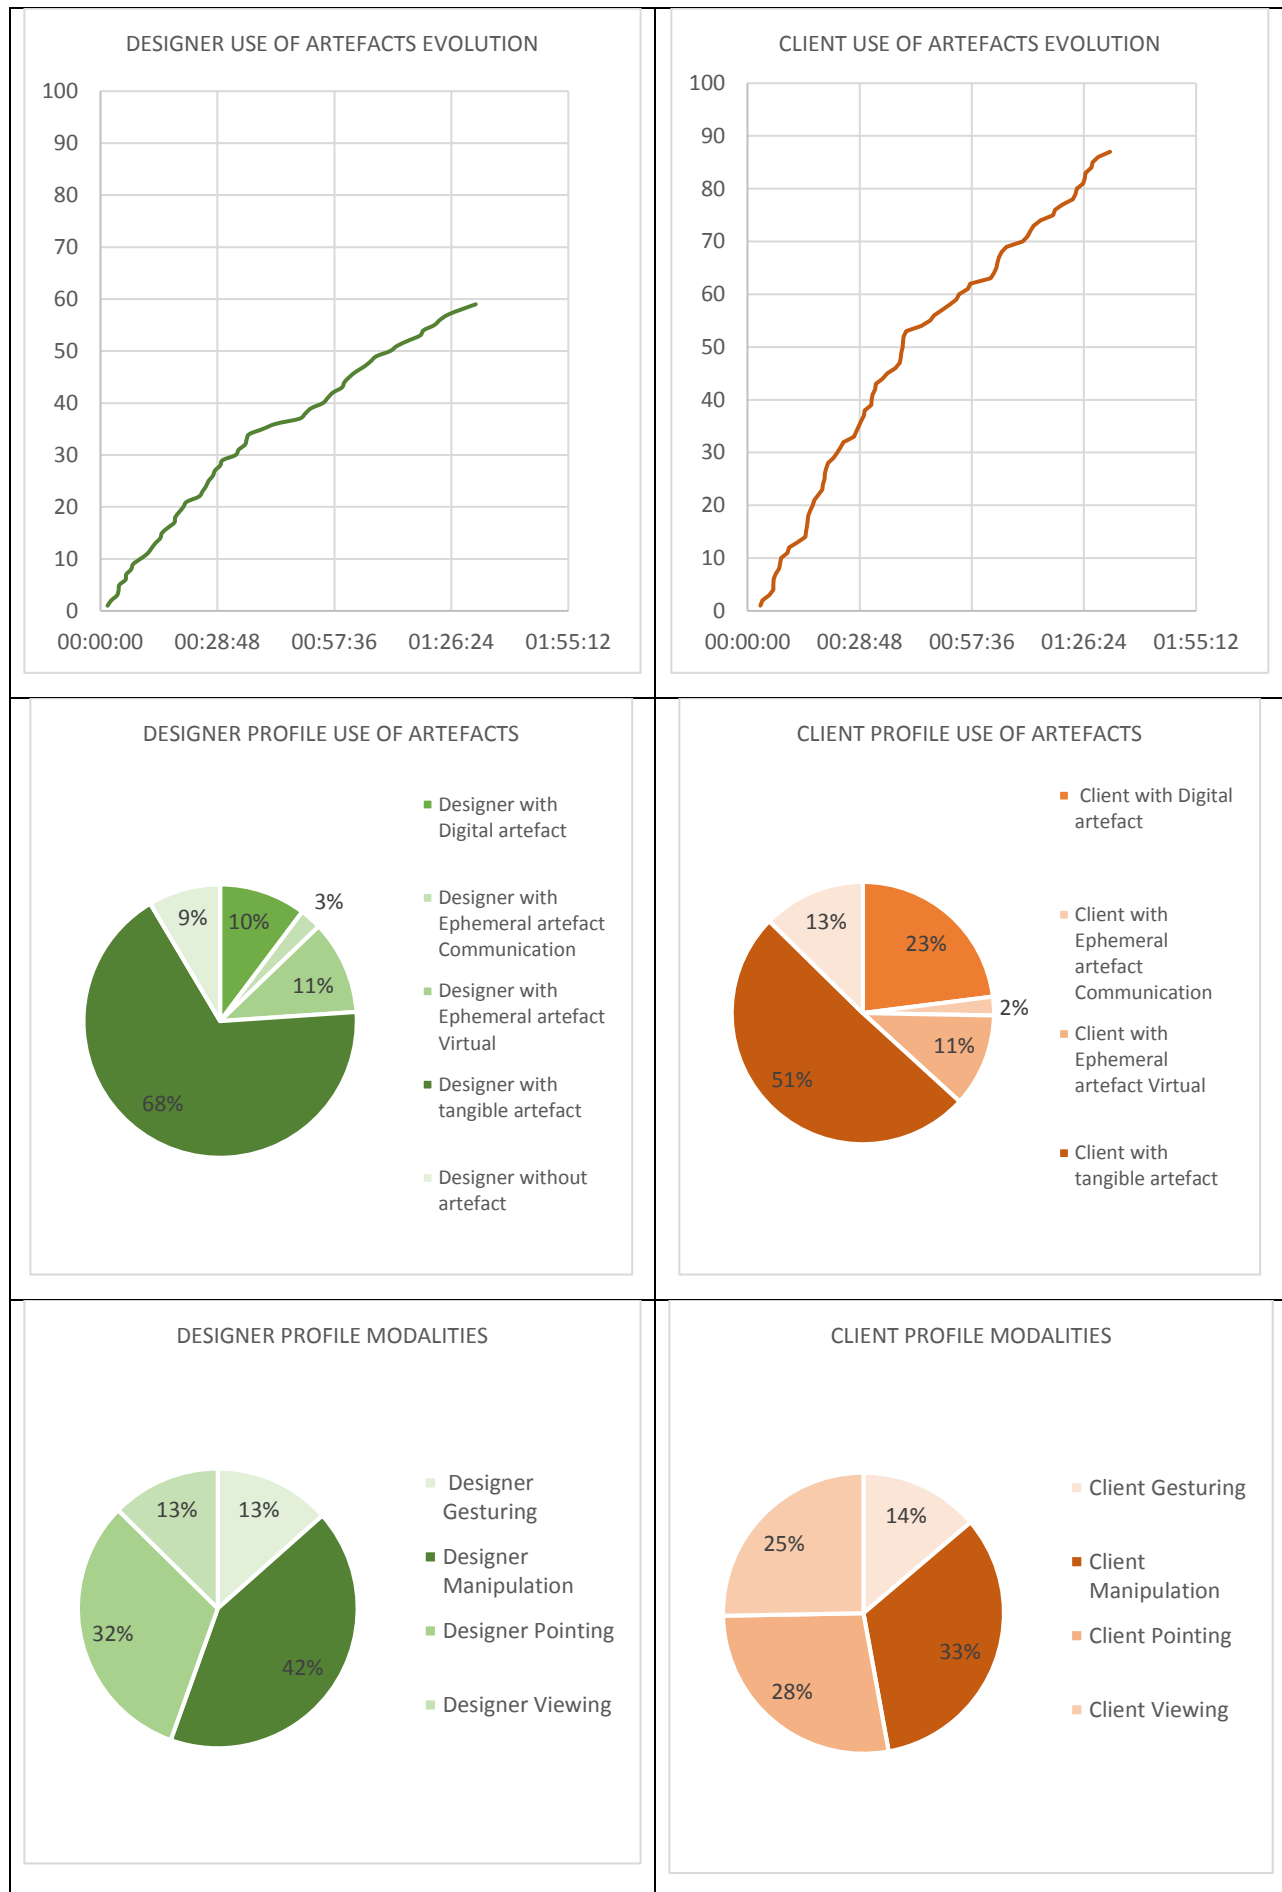 DESIGNER USE OF ARTEFACTS EVOLUTION
100
90
80
70
60
50
40
30
20
10
0
00:00:00 00:28:48 00:57:36 01:26:24 01:55:12
CLIENT USE OF ARTEFACTS EVOLUTION
100
90
80
70
60
50
40
30
20
10
0
00:00:00 00:28:48 00:57:36 01:26:24 01:55:12
DESIGNER PROFILE USE OF ARTEFACTS
10%
3%
11%
68%
9%
Designer with
Digital artefact
Designer with
Ephemeral artefact
Communication
Designer with
Ephemeral artefact
Virtual
Designer with
tangible artefact
Designer without
artefact
CLIENT PROFILE USE OF ARTEFACTS
23%
2%
11%
51%
13%
Client with Digital
artefact
Client with
Ephemeral
artefact
Communication
Client with
Ephemeral
artefact Virtual
Client with
tangible artefact
DESIGNER PROFILE MODALITIES
13%
42%
32%
13%
Designer
Gesturing
Designer
Manipulation
Designer Pointing
Designer Viewing
CLIENT PROFILE MODALITIES
14%
33%
28%
25%
Client Gesturing
Client
Manipulation
Client Pointing
Client Viewing